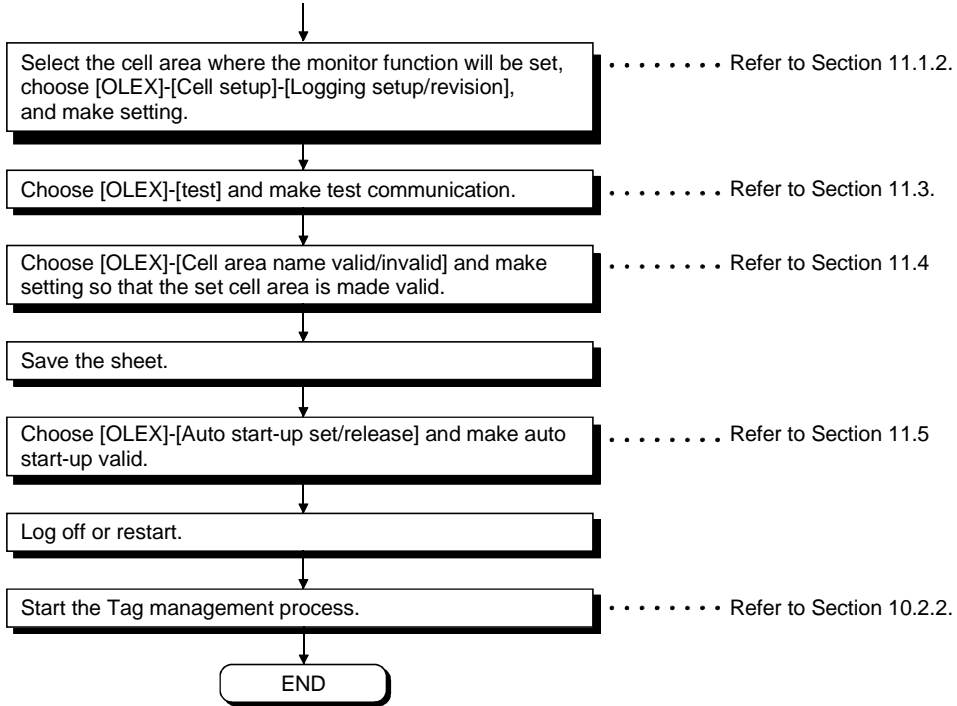 Select the cell area where the monitor function will be set,
choose [OLEX]-[Cell setup]-[Logging setup/revision],
and make setting.
Refer to Section 11.1.2.
Choose [OLEX]-[test] and make test communication.
Refer to Section 11.3.
Choose [OLEX]-[Cell area name valid/invalid] and make
setting so that the set cell area is made valid.
Refer to Section 11.4
Save the sheet.
Choose [OLEX]-[Auto start-up set/release] and make auto
start-up valid.
Refer to Section 11.5
Log off or restart.
Start the Tag management process.
Refer to Section 10.2.2.
END